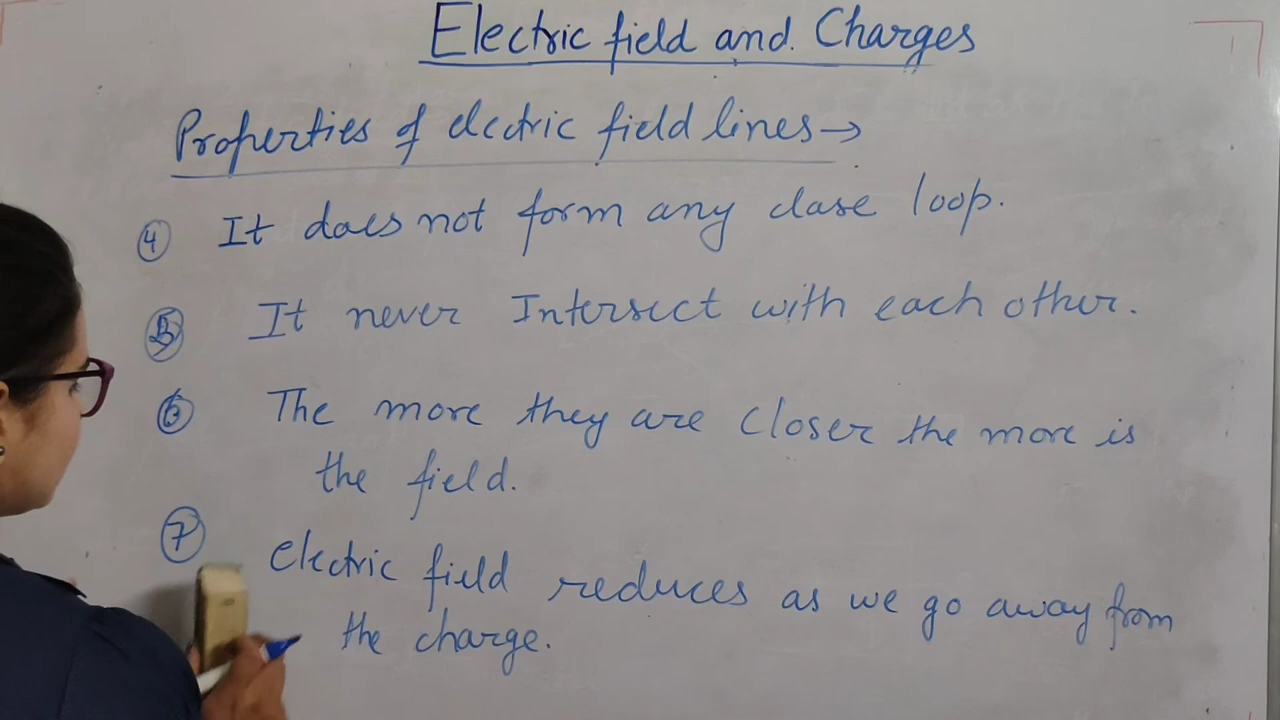 Electric field and Charges
Properties of electric field lines →
④ It does not form any close loop.
⑤ It never Intersect with each other.
⑥ The more they are closer the more is
the field.
⑦ Electric field reduces as we go away from
the charge.